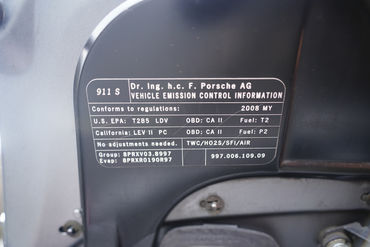 911 S Dr. Ing. h.c. F. Porsche AG
VEHICLE EMISSION CONTROL INFORMATION
Conforms to regulations: 2008 MY
U.S. EPA: T2B5 LDV OBD: CA II Fuel: T2
California: LEV II PC OBD: CA II Fuel: P2
No adjustments needed. TWC/HO2S/SFI/AIR
Group: 8PRXV03.8997
Evap: 8PRXR0190R97 997.006.109.09